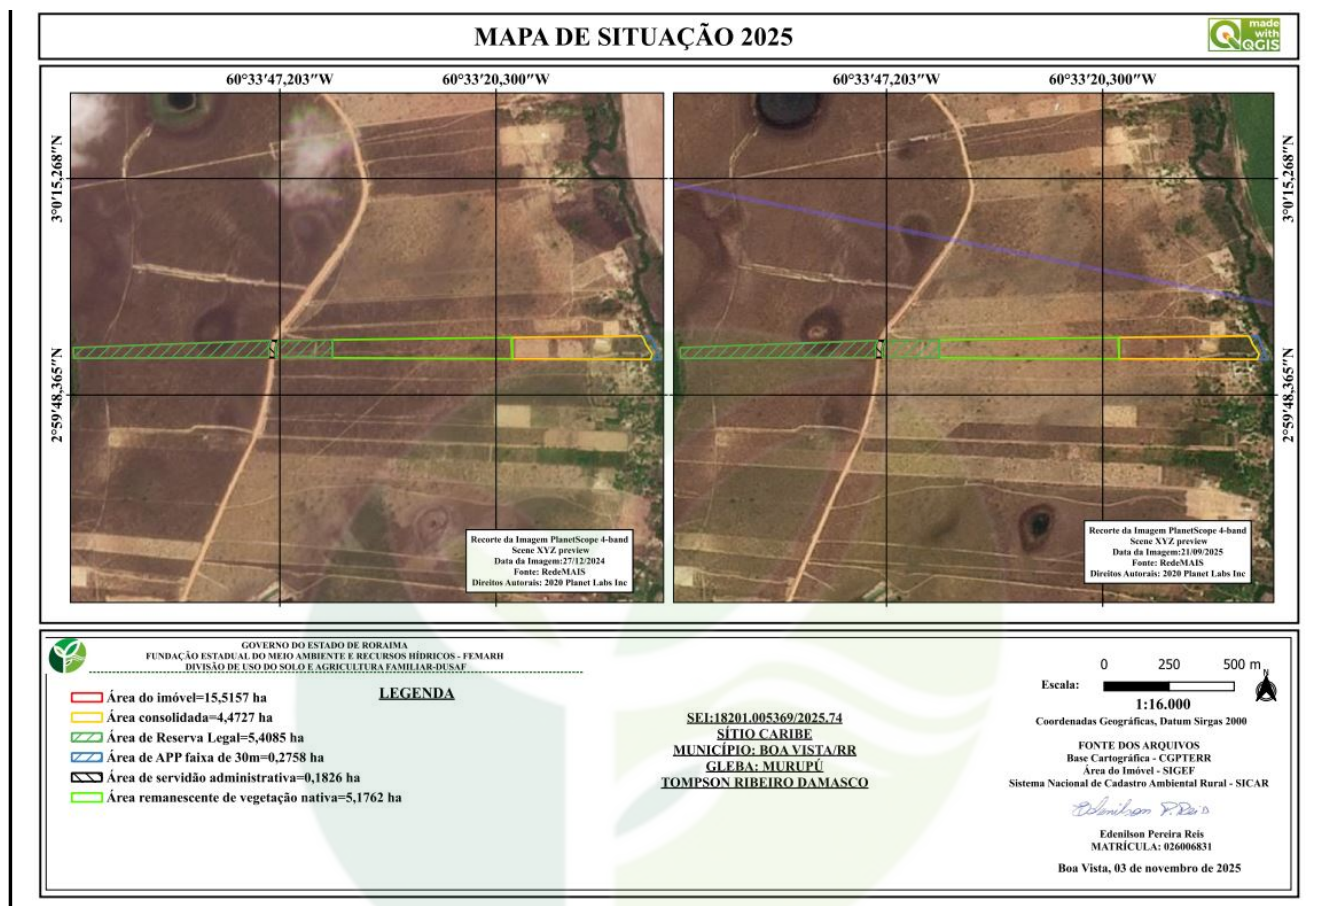 MAPA DE SITUAÇÃO 2025
made
with
QGIS
60°33'47,203"W
60°33'20,300"W
60°33'47,203"W
60°33'20,300"W
3°0'15,268"N
2°59'48,365"N
3°0'15,268"N
2°59'48,365"N
Recorte da Imagem PlanetScope 4-band
Scene XYZ preview
Data da Imagem:27/12/2024
Fonte: RedeMAIS
Direitos Autorais: 2020 Planet Labs Inc
Recorte da Imagem PlanetScope 4-band
Scene XYZ preview
Data da Imagem:21/09/2025
Fonte: RedeMAIS
Direitos Autorais: 2020 Planet Labs Inc
GOVERNO DO ESTADO DE RORAIMA
FUNDAÇÃO ESTADUAL DO MEIO AMBIENTE E RECURSOS HÍDRICOS - FEMARH
DIVISÃO DE USO DO SOLO E AGRICULTURA FAMILIAR-DUSAF
LEGENDA
Área do imóvel=15,5157 ha
Área consolidada=4,4727 ha
Área de Reserva Legal=5,4085 ha
Área de APP faixa de 30m=0,2758 ha
Área de servidão administrativa=0,1826 ha
Área remanescente de vegetação nativa=5,1762 ha
SEI:18201.005369/2025.74
SÍTIO CARIBE
MUNICÍPIO: BOA VISTA/RR
GLEBA: MURUPÚ
TOMPSON RIBEIRO DAMASCO
0 250 500 m
N
Escala:
1:16.000
Coordenadas Geográficas, Datum Sirgas 2000
FONTE DOS ARQUIVOS
Base Cartográfica - CGPTERR
Área do Imóvel - SIGEF
Sistema Nacional de Cadastro Ambiental Rural - SICAR
Edenilson P. Reis
Edenilson Pereira Reis
MATRÍCULA: 026006831
Boa Vista, 03 de novembro de 2025